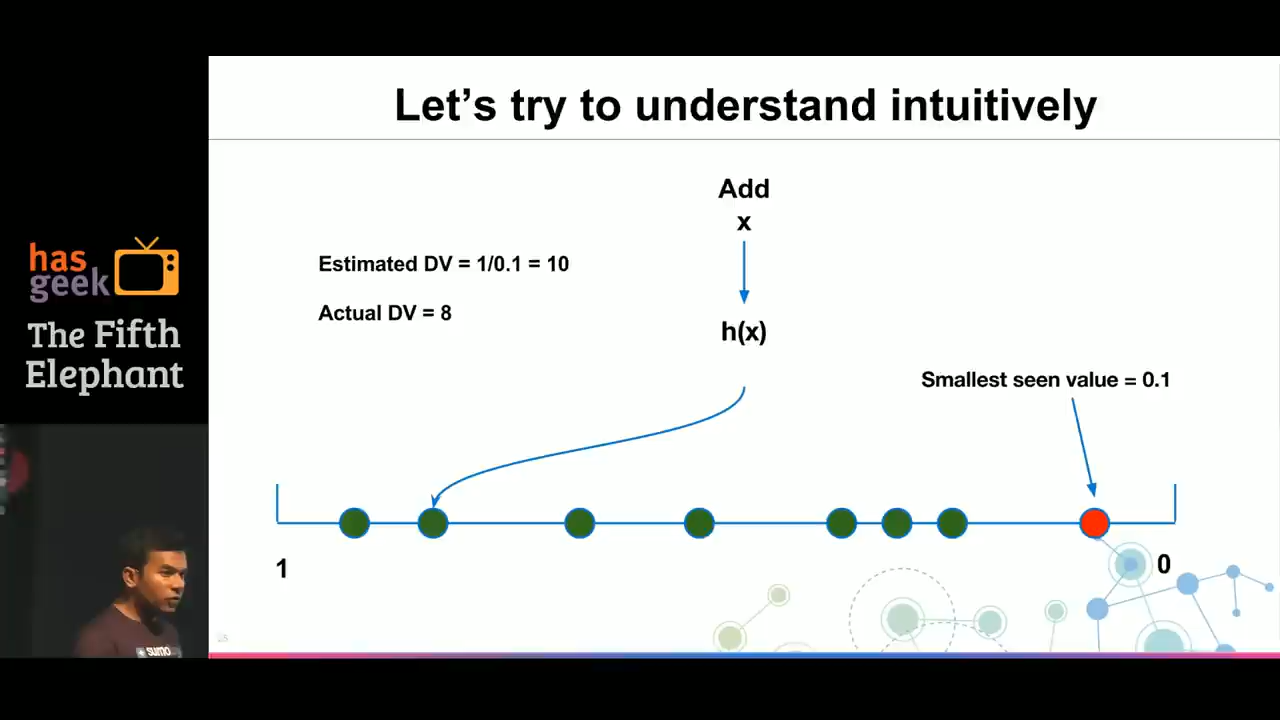 Let's try to understand intuitively
Add
x
Estimated DV = 1/0.1 = 10
Actual DV = 8
h(x)
Smallest seen value = 0.1
1
0
has
geek
The Fifth
Elephant
sumo